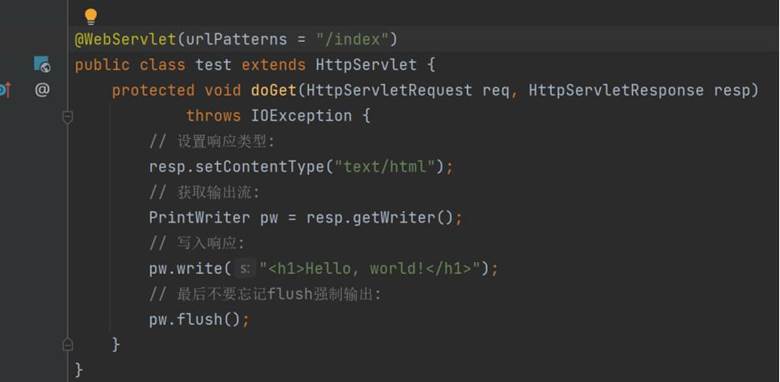 @WebServlet(urlPatterns = "/index")
public class test extends HttpServlet {
@
protected void doGet(HttpServletRequest req, HttpServletResponse resp)
throws IOException {
// 设置响应类型:
resp.setContentType("text/html");
// 获取输出流:
PrintWriter pw = resp.getWriter();
// 写入响应:
pw.write( s: "<h1>Hello, world!</h1>");
// 最后不要忘记flush强制输出:
pw.flush();
}
}